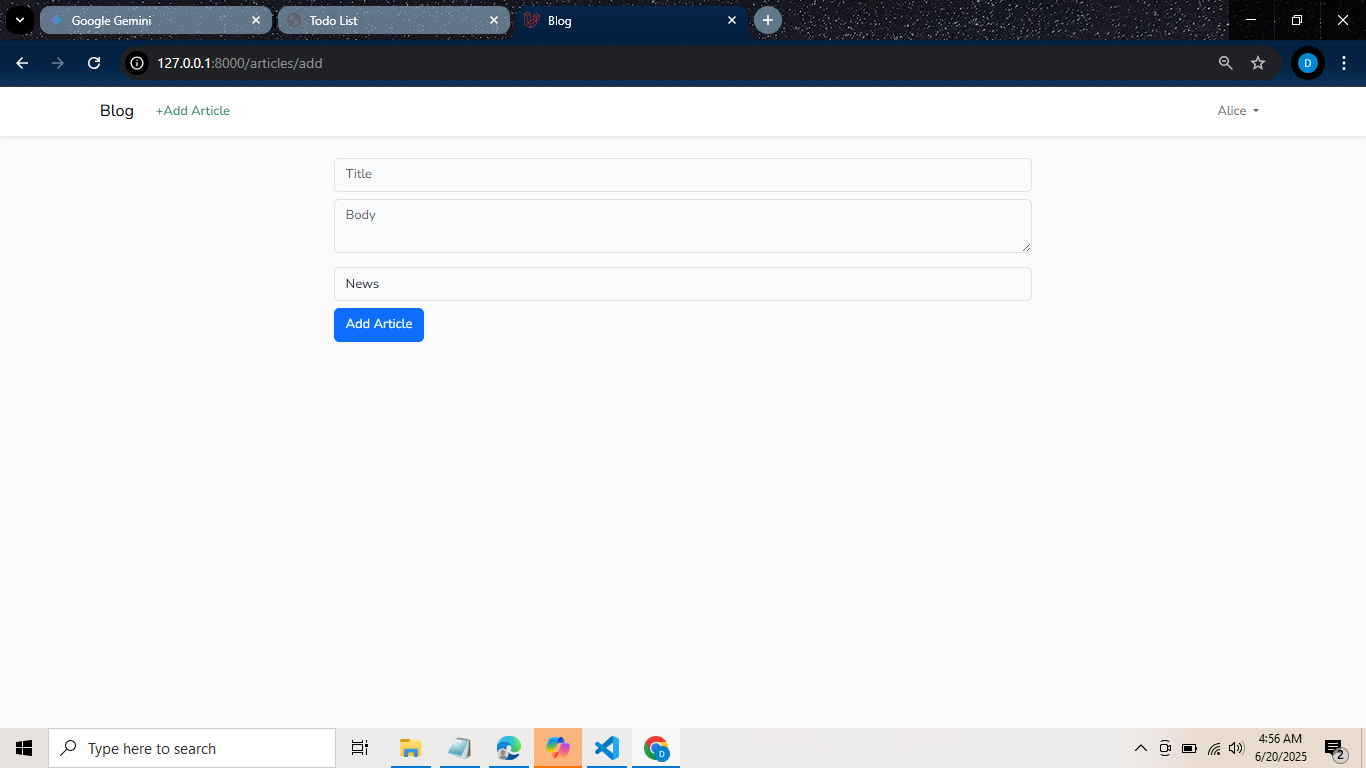 Google Gemini
Todo List
Blog
127.0.0.1:8000/articles/add
D
Blog
+Add Article
Alice
Title
Body
News
Add Article
Type here to search
D
4:56 AM
6/20/2025
2